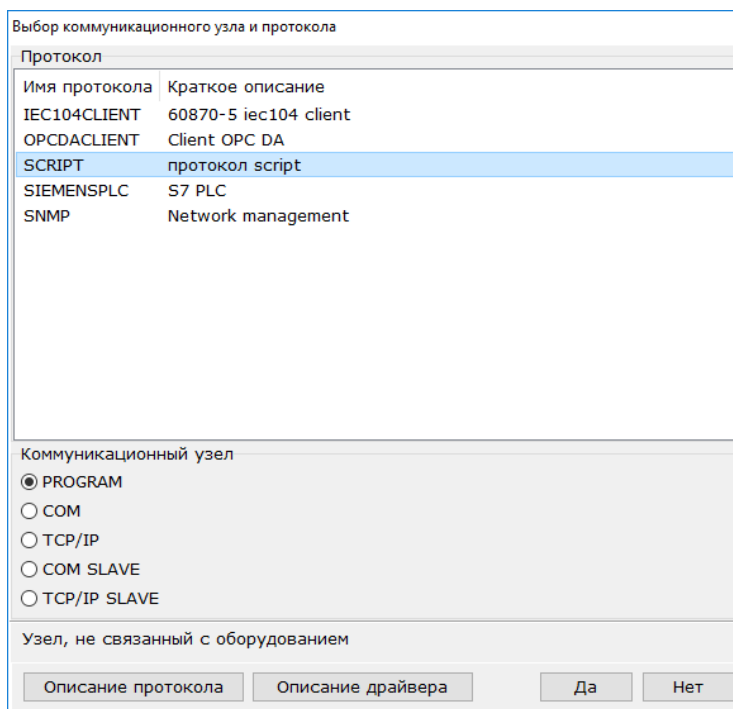 Выбор коммуникационного узла и протокола
Протокол
Имя протокола Краткое описание
IEC104CLIENT 60870-5 iec104 client
OPCDACLIENT Client OPC DA
SCRIPT протокол script
SIEMENSPLC S7 PLC
SNMP Network management
Коммуникационный узел
PROGRAM
COM
TCP/IP
COM SLAVE
TCP/IP SLAVE
Узел, не связанный с оборудованием
Описание протокола Описание драйвера Да Нет